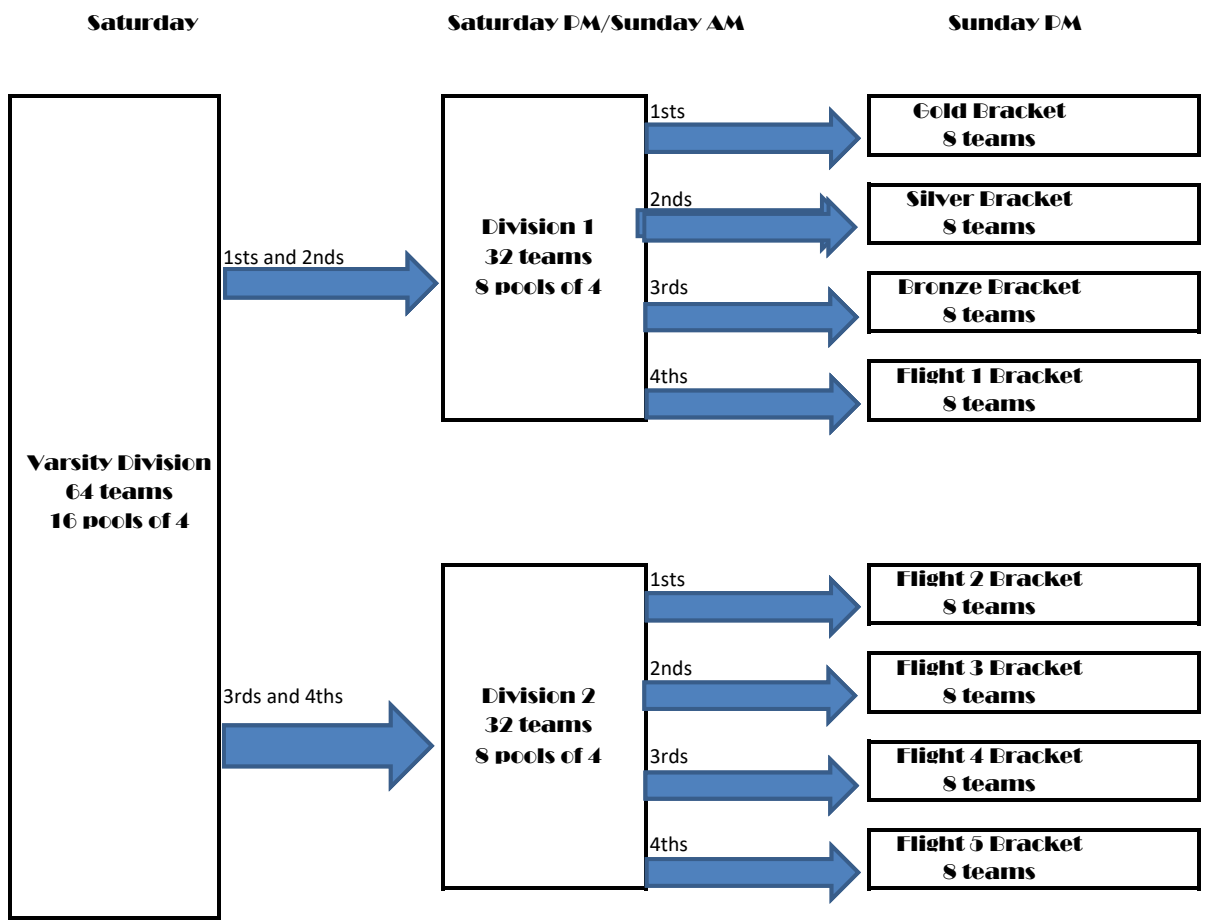 Saturday
Saturday PM/Sunday AM
Sunday PM
Varsity Division
64 teams
16 pools of 4
1sts and 2nds
Division 1
32 teams
8 pools of 4
1sts
Gold Bracket
8 teams
2nds
Silver Bracket
8 teams
3rds
Bronze Bracket
8 teams
4ths
Flight 1 Bracket
8 teams
3rds and 4ths
Division 2
32 teams
8 pools of 4
1sts
Flight 2 Bracket
8 teams
2nds
Flight 3 Bracket
8 teams
3rds
Flight 4 Bracket
8 teams
4ths
Flight 5 Bracket
8 teams